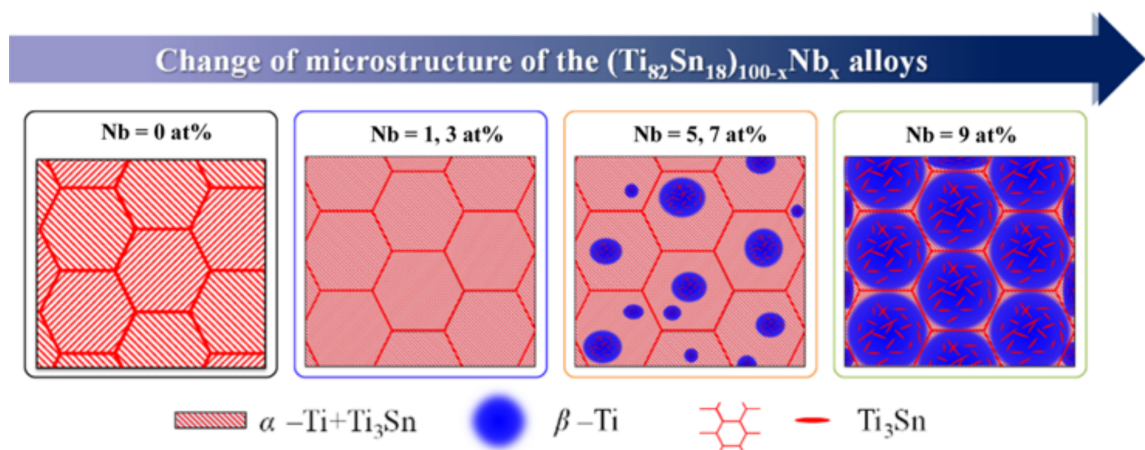 Change of microstructure of the (Ti₈₂Sn₁₈)₁₀₀₋ₓNbₓ alloys
Nb = 0 at%
Nb = 1, 3 at%
Nb = 5, 7 at%
Nb = 9 at%
α –Ti+Ti₃Sn
β –Ti
Ti₃Sn